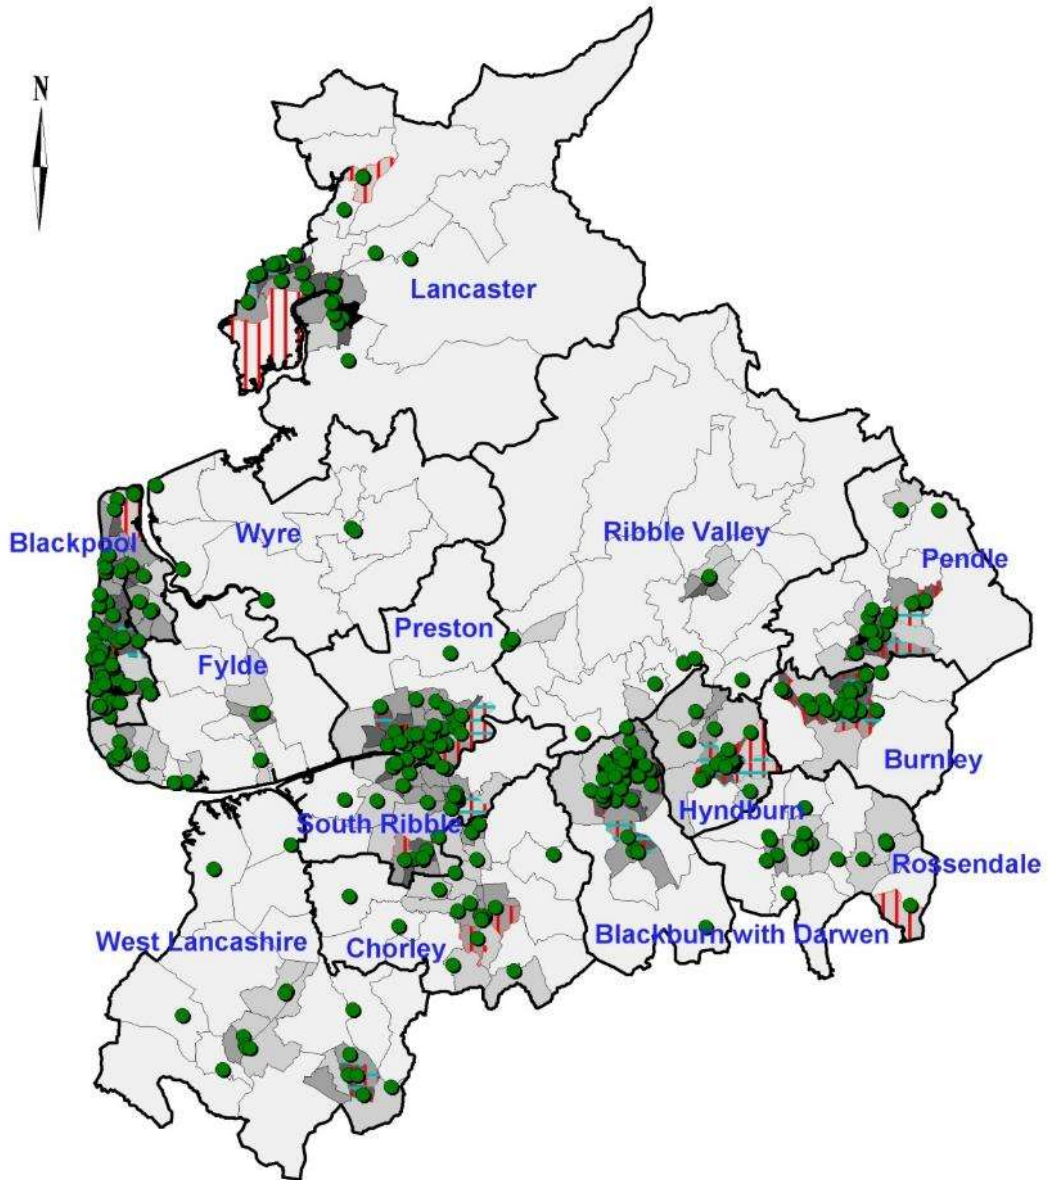 N
Lancaster
Blackpool
Wyre
Ribble Valley
Pendle
Preston
Fylde
Burnley
Hyndburn
South Ribble
Rossendale
West Lancashire
Chorley
Blackburn with Darwen